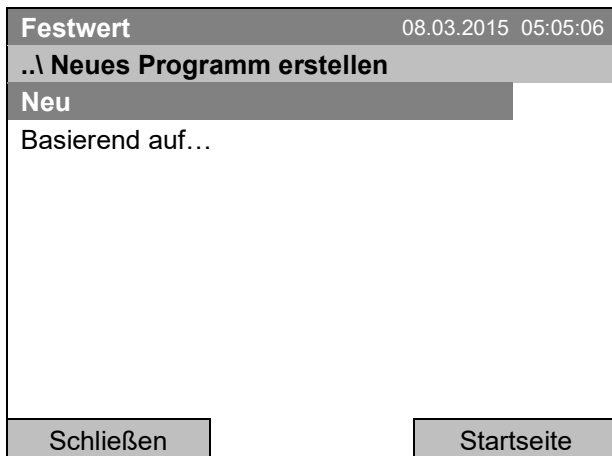 Festwert 08.03.2015 05:05:06
..\ Neues Programm erstellen
Neu
Basierend auf…
Schließen Startseite